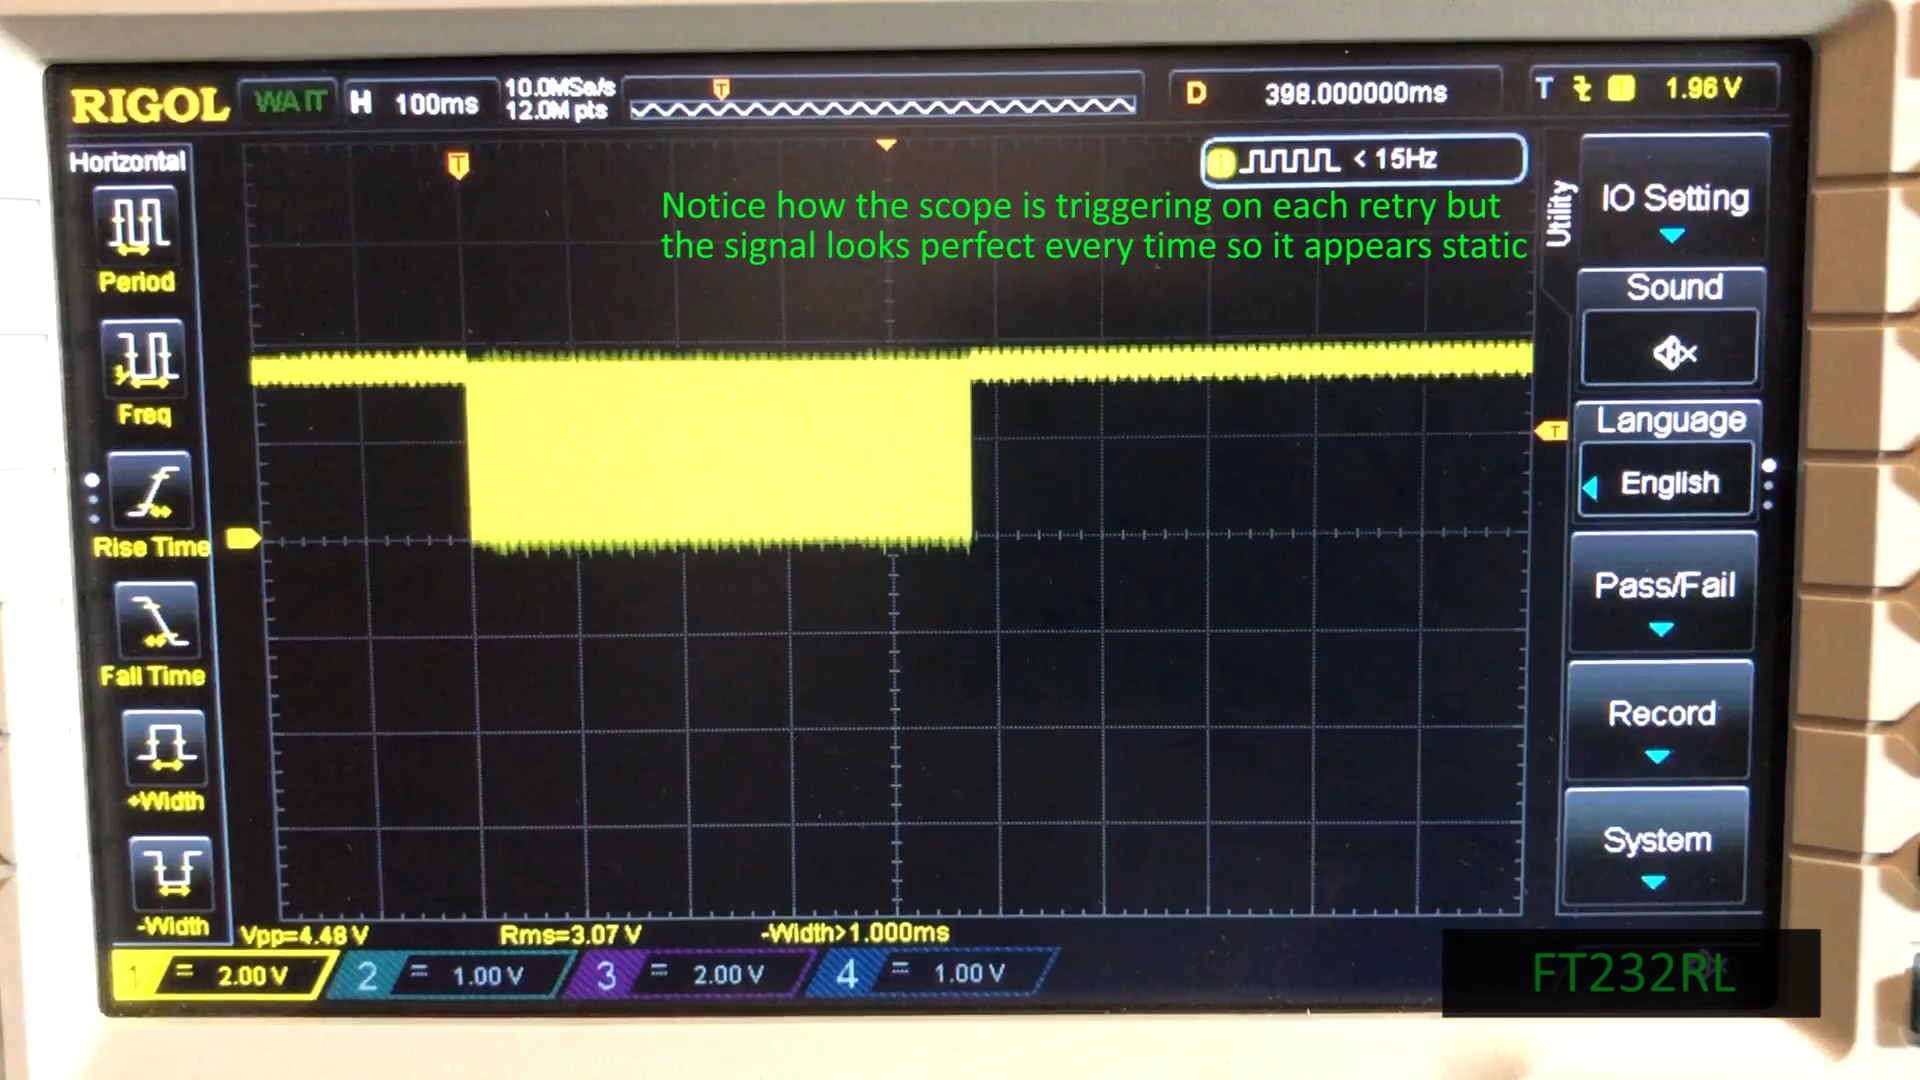 RIGOL WAIT H 100ms 10.0MSa/s D 398.000000ms T 1.96 V
12.0M pts
Horizontal
< 15Hz
Notice how the scope is triggering on each retry but
the signal looks perfect every time so it appears static
Period
Freq
Rise Time
Fall Time
+Width
-Width
Utility
IO Setting
Sound
Language
English
Pass/Fail
Record
System
Vpp=4.48 V Rms=3.07 V -Width>1.000ms
1 = 2.00 V 2 = 1.00 V 3 = 2.00 V 4 = 1.00 V
FT232RL